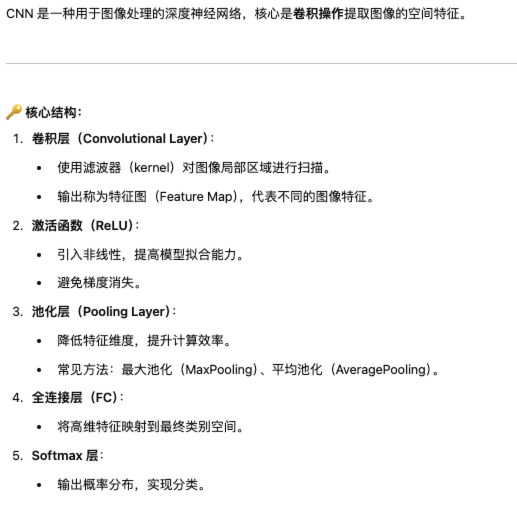 CNN 是一种用于图像处理的深度神经网络，核心是卷积操作提取图像的空间特征。
🔑 核心结构：
1. 卷积层（Convolutional Layer）：
• 使用滤波器（kernel）对图像局部区域进行扫描。
• 输出称为特征图（Feature Map），代表不同的图像特征。
2. 激活函数（ReLU）：
• 引入非线性，提高模型拟合能力。
• 避免梯度消失。
3. 池化层（Pooling Layer）：
• 降低特征维度，提升计算效率。
• 常见方法：最大池化（MaxPooling）、平均池化（AveragePooling）。
4. 全连接层（FC）：
• 将高维特征映射到最终类别空间。
5. Softmax 层：
• 输出概率分布，实现分类。